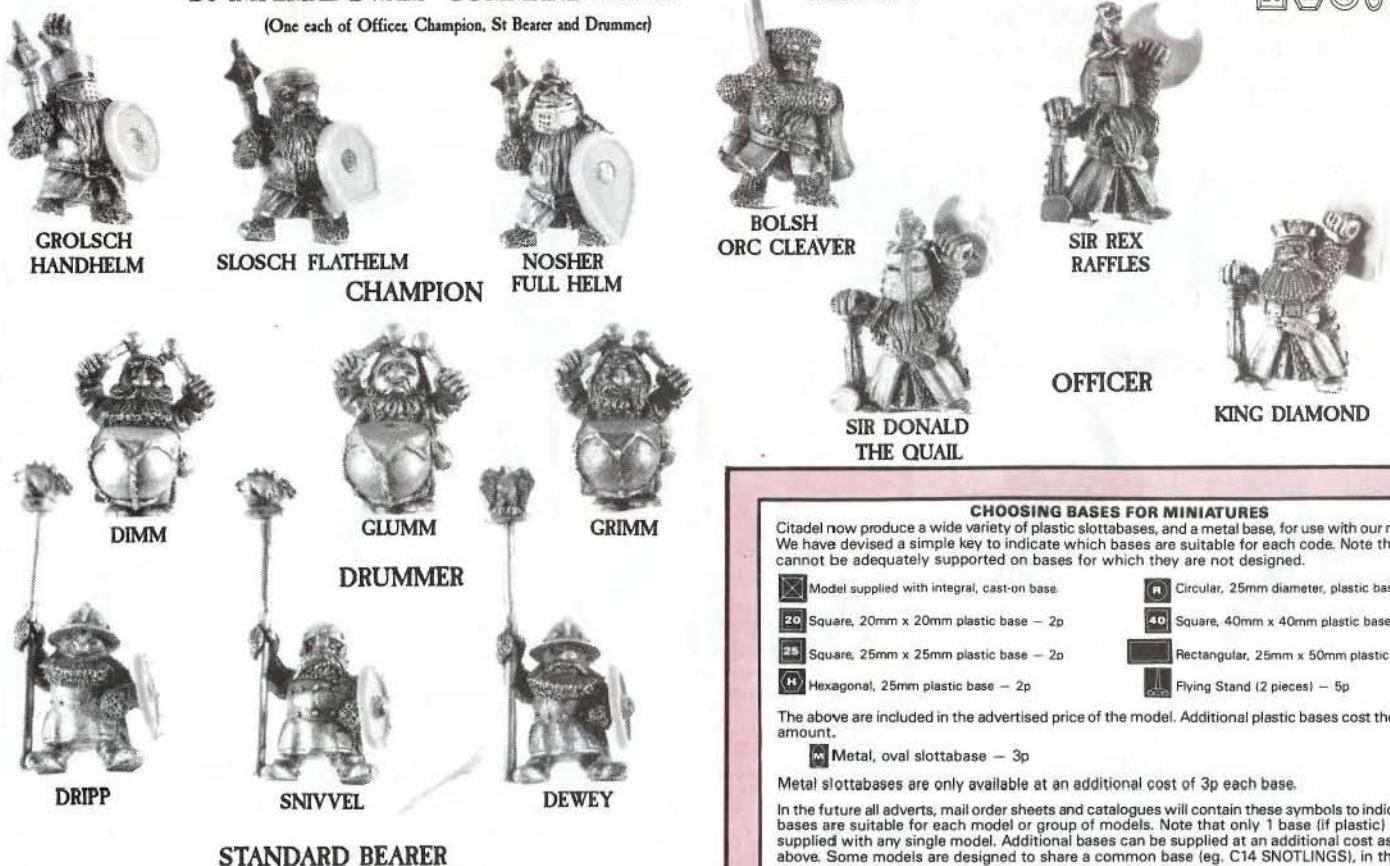 (One each of Officer, Champion, St Bearer and Drummer)
GROLSCH
HANDHELM
SLOSCH FLATHELM
NOSHER
FULL HELM
CHAMPION
BOLSH
ORC CLEAVER
SIR REX
RAFFLES
SIR DONALD
THE QUAIL
OFFICER
KING DIAMOND
DIMM
GLUMM
GRIMM
DRUMMER
DRIPP
SNIVVEL
DEWEY
STANDARD BEARER
CHOOSING BASES FOR MINIATURES
Citadel now produce a wide variety of plastic slottabases, and a metal base, for use with our
We have devised a simple key to indicate which bases are suitable for each code. Note
cannot be adequately supported on bases for which they are not designed.
Model supplied with integral, cast-on base.
R Circular, 25mm diameter, plastic
20 Square, 20mm x 20mm plastic base – 2p
40 Square, 40mm x 40mm plastic base
25 Square, 25mm x 25mm plastic base – 2p
Rectangular, 25mm x 50mm plastic
H Hexagonal, 25mm plastic base – 2p
Flying Stand (2 pieces) – 5p
The above are included in the advertised price of the model. Additional plastic bases cost
amount.
Metal, oval slottabase – 3p
Metal slottabases are only available at an additional cost of 3p each base.
In the future all adverts, mail order sheets and catalogues will contain these symbols to
bases are suitable for each model or group of models. Note that only 1 base (if plastic)
supplied with any single model. Additional bases can be supplied at an additional cost as
above. Some models are designed to share a common base (eg. C14 SNOTLINGS), in